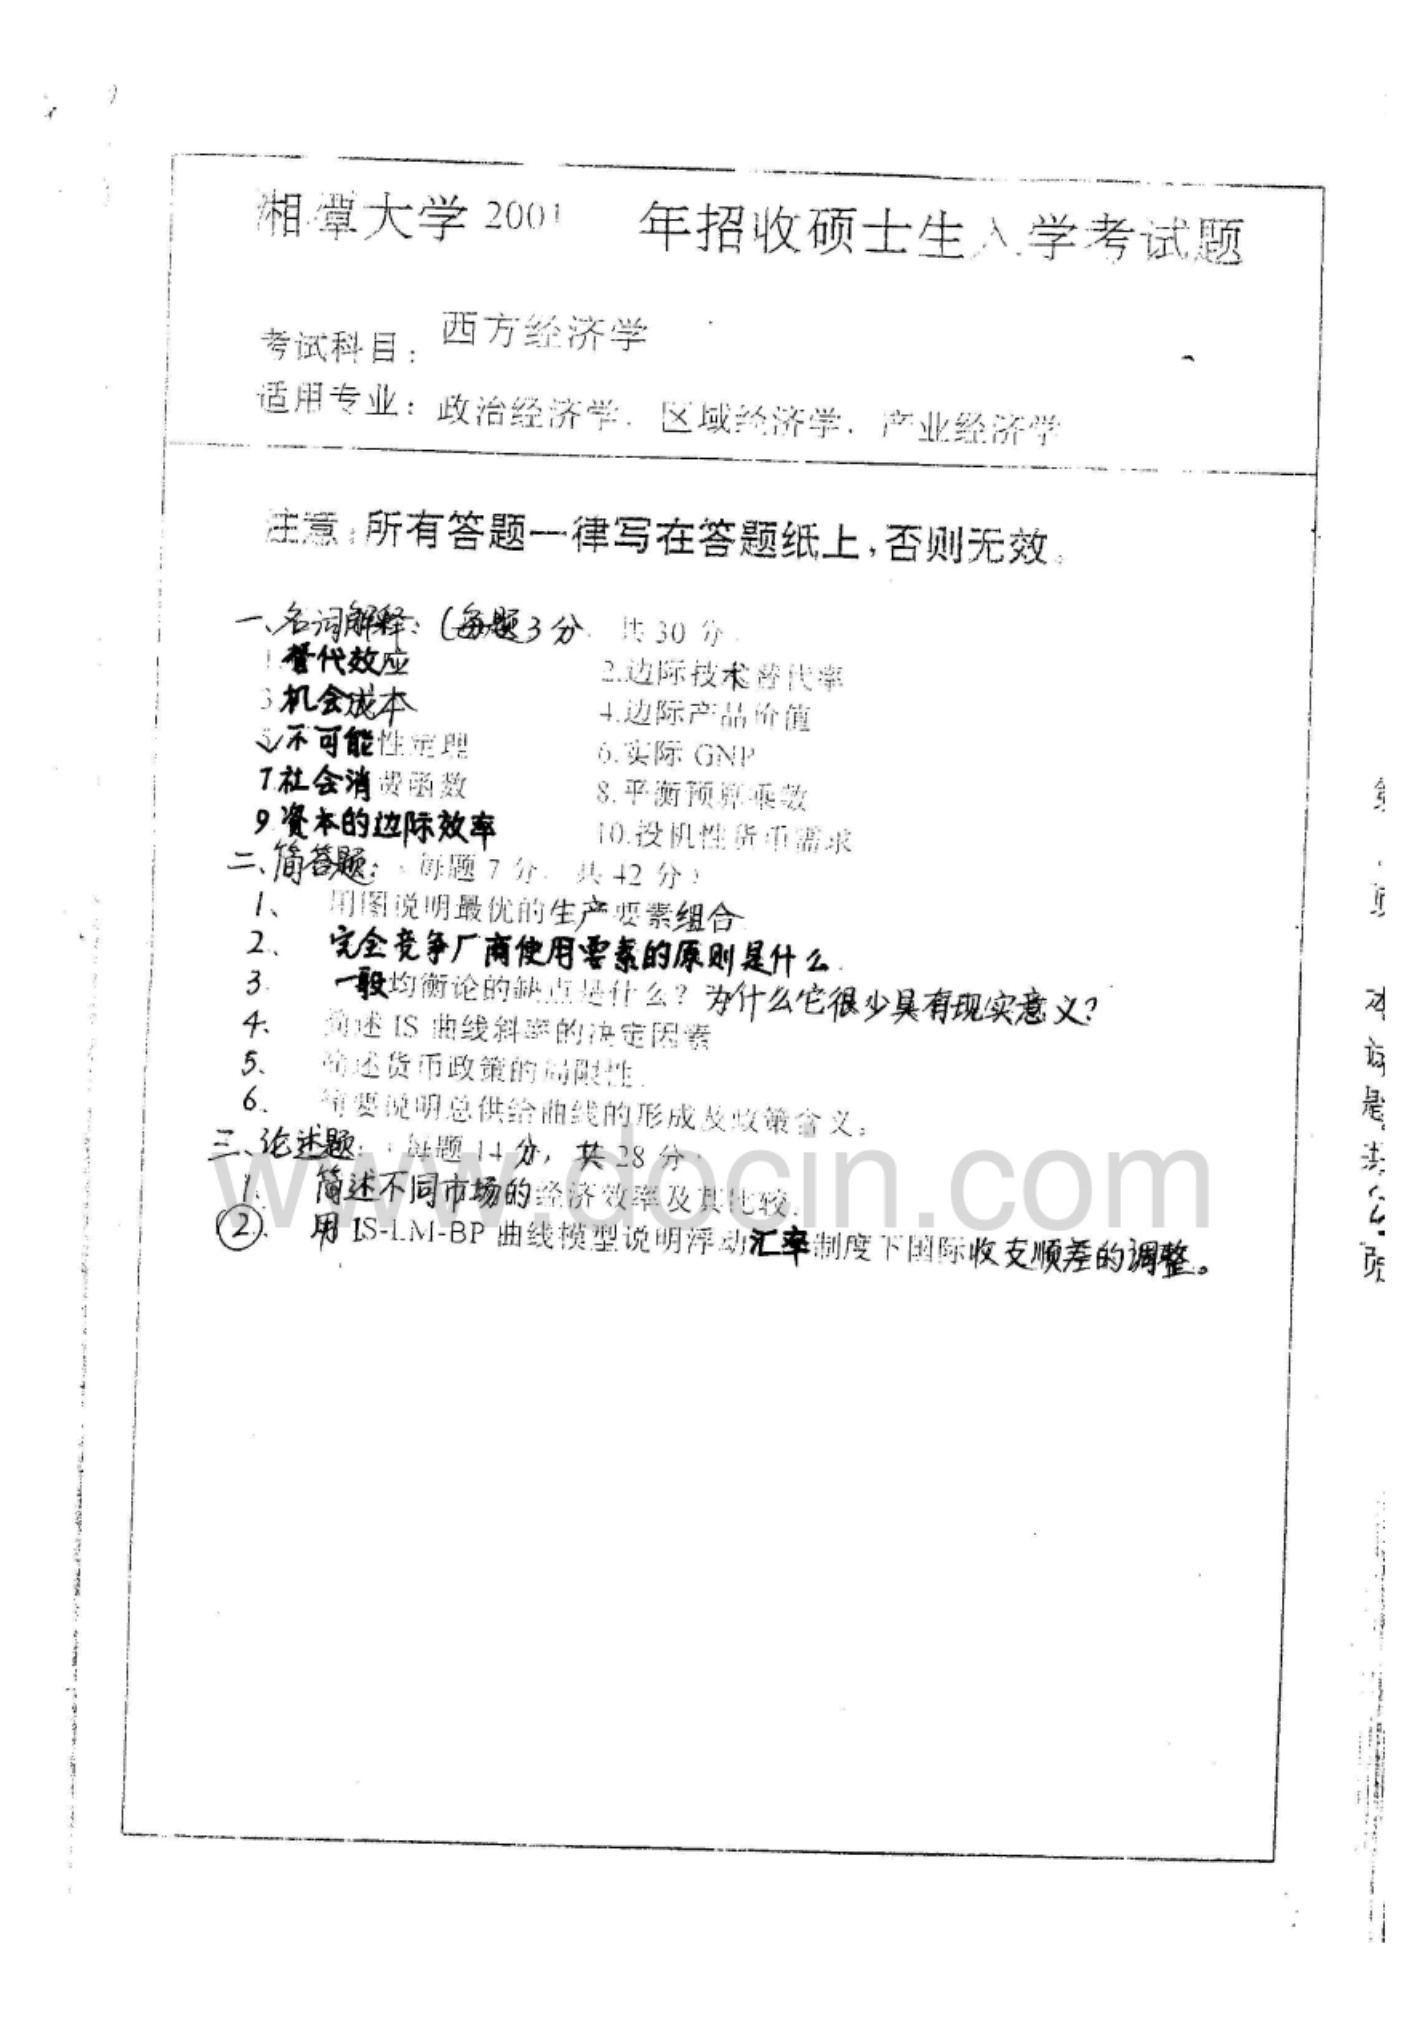 湘潭大学2001 年招收硕士生入学考试题
考试科目: 西方经济学
适用专业: 政治经济学、区域经济学、产业经济学
注意:所有答题一律写在答题纸上,否则无效。
一、名词解释:(每题3分 共30分
1.替代效应 2.边际技术替代率
3.机会成本 4.边际产品价值
5.不可能性定理 6.实际GNP
7.社会消费函数 8.平衡预算乘数
9资本的边际效率 10.投机性货币需求
二、简答题:(每题7分、共42分)
1、 用图说明最优的生产要素组合
2、 完全竞争厂商使用要素的原则是什么
3. 一般均衡论的缺点是什么?为什么它很少具有现实意义?
4、 简述IS曲线斜率的决定因素
5、 简述货币政策的局限性.
6、 简要说明总供给曲线的形成及政策含义.
三、论述题:(每题14分,共28分
1. 简述不同市场的经济效率及其比较.
②. 用IS-LM-BP曲线模型说明浮动汇率制度下国际收支顺差的调整。
www.docin.com